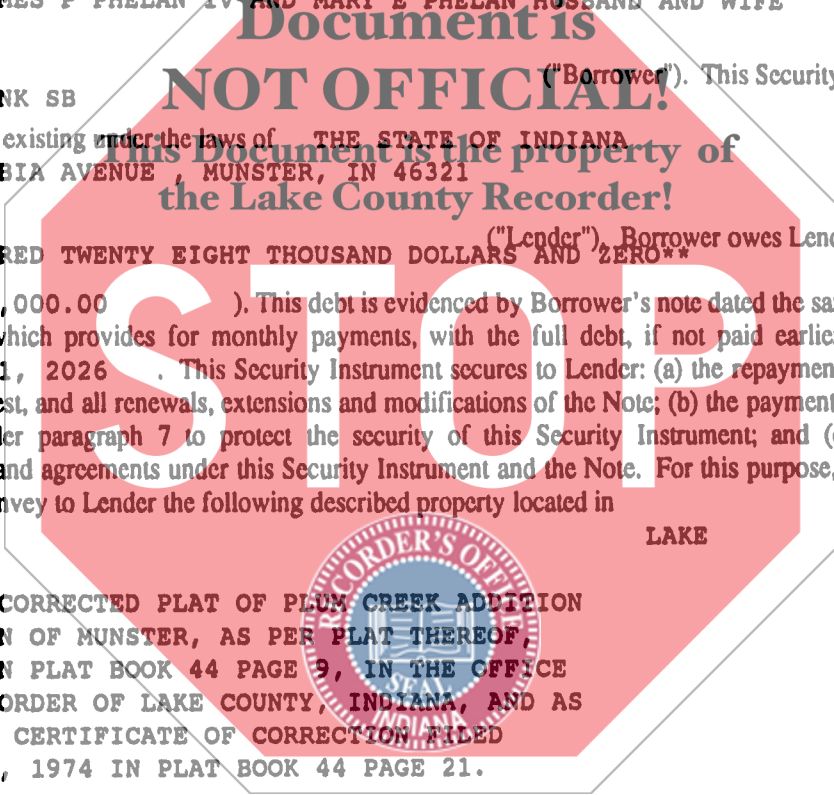 MES P PHELAN IV AND MARY E PHELAN HUSBAND AND WIFE
Document is
NOT OFFICIAL!
("Borrower"). This Security
NK SB
existing under the laws of THE STATE OF INDIANA
This Document is the property of
BIA AVENUE , MUNSTER, IN 46321
the Lake County Recorder!
("Lender"). Borrower owes Lend
RED TWENTY EIGHT THOUSAND DOLLARS AND ZERO**
,000.00 ). This debt is evidenced by Borrower's note dated the sa
which provides for monthly payments, with the full debt, if not paid earlie
1, 2026 . This Security Instrument secures to Lender: (a) the repaymen
est, and all renewals, extensions and modifications of the Note; (b) the payment
der paragraph 7 to protect the security of this Security Instrument; and (
and agreements under this Security Instrument and the Note. For this purpose,
nvey to Lender the following described property located in
LAKE
STOP
RECORDER'S OFFICE
SEAL
INDIANA
CORRECTED PLAT OF PLUM CREEK ADDITION
N OF MUNSTER, AS PER PLAT THEREOF,
N PLAT BOOK 44 PAGE 9, IN THE OFFICE
ORDER OF LAKE COUNTY, INDIANA, AND AS
CERTIFICATE OF CORRECTION FILED
, 1974 IN PLAT BOOK 44 PAGE 21.